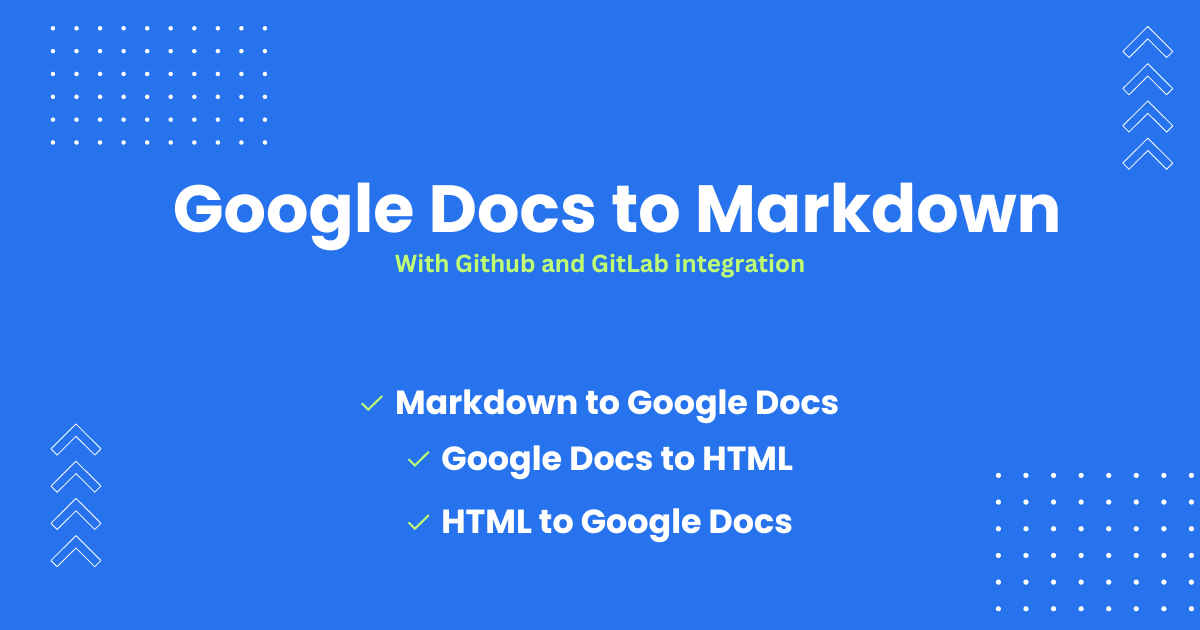 Google Docs to Markdown
With Github and GitLab integration
Markdown to Google Docs
Google Docs to HTML
HTML to Google Docs